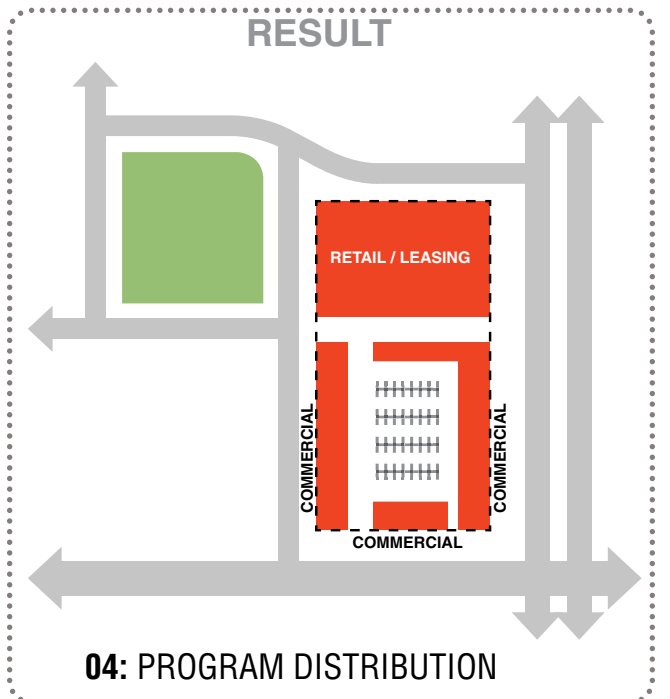 RESULT
RETAIL / LEASING
COMMERCIAL
COMMERCIAL
COMMERCIAL
04: PROGRAM DISTRIBUTION